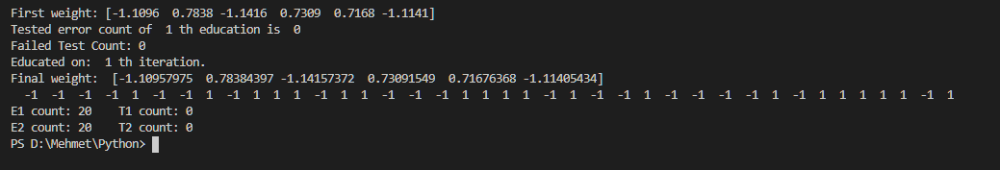 First weight: [-1.1096  0.7838 -1.1416  0.7309  0.7168 -1.1141]
Tested error count of  1 th education is  0
Failed Test Count: 0
Educated on:  1 th iteration.
Final weight:  [-1.10957975  0.78384397 -1.14157372  0.73091549  0.71676368 -1.11405434]
  -1  -1  -1  -1  1  -1  -1  1  -1  1  1  1  -1  1  1  -1  -1  -1  -1  1  1  1  1  -1  1  -1  -1  1  -1  -1  1  -1  -1  1  -1  1  1  1  1  1  -1  1
E1 count: 20    T1 count: 0
E2 count: 20    T2 count: 0
PS D:\Mehmet\Python>